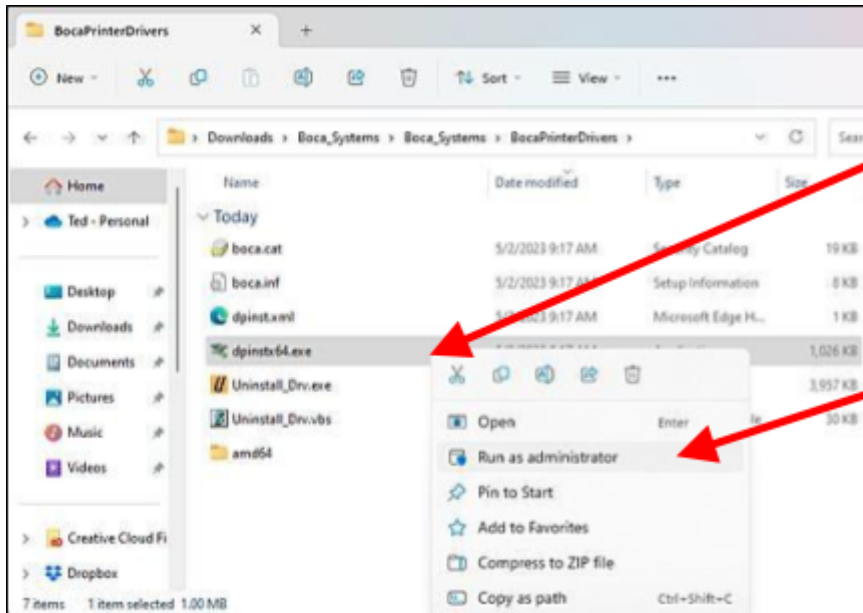 BocaPrinterDrivers
New Sort View
Downloads > Boca_Systems > Boca_Systems > BocaPrinterDrivers > Sear
Home Name Date modified Type Size
Ted - Personal Today
boca.cat 5/2/2023 9:17 AM Security Catalog 19 KB
Desktop boca.inf 5/2/2023 9:17 AM Setup Information 8 KB
Downloads dpinst.xml 5/2/2023 9:17 AM Microsoft Edge H... 1 KB
Documents dpinstx64.exe 1,026 KB
Pictures Uninstall_Drv.exe 3,957 KB
Music Uninstall_Drv.vbs le 30 KB
Videos amd64
Open Enter
Run as administrator
Pin to Start
Add to Favorites
Creative Cloud Fi Compress to ZIP file
Dropbox Copy as path Ctrl+Shift+C
7 items 1 item selected 1.00 MB